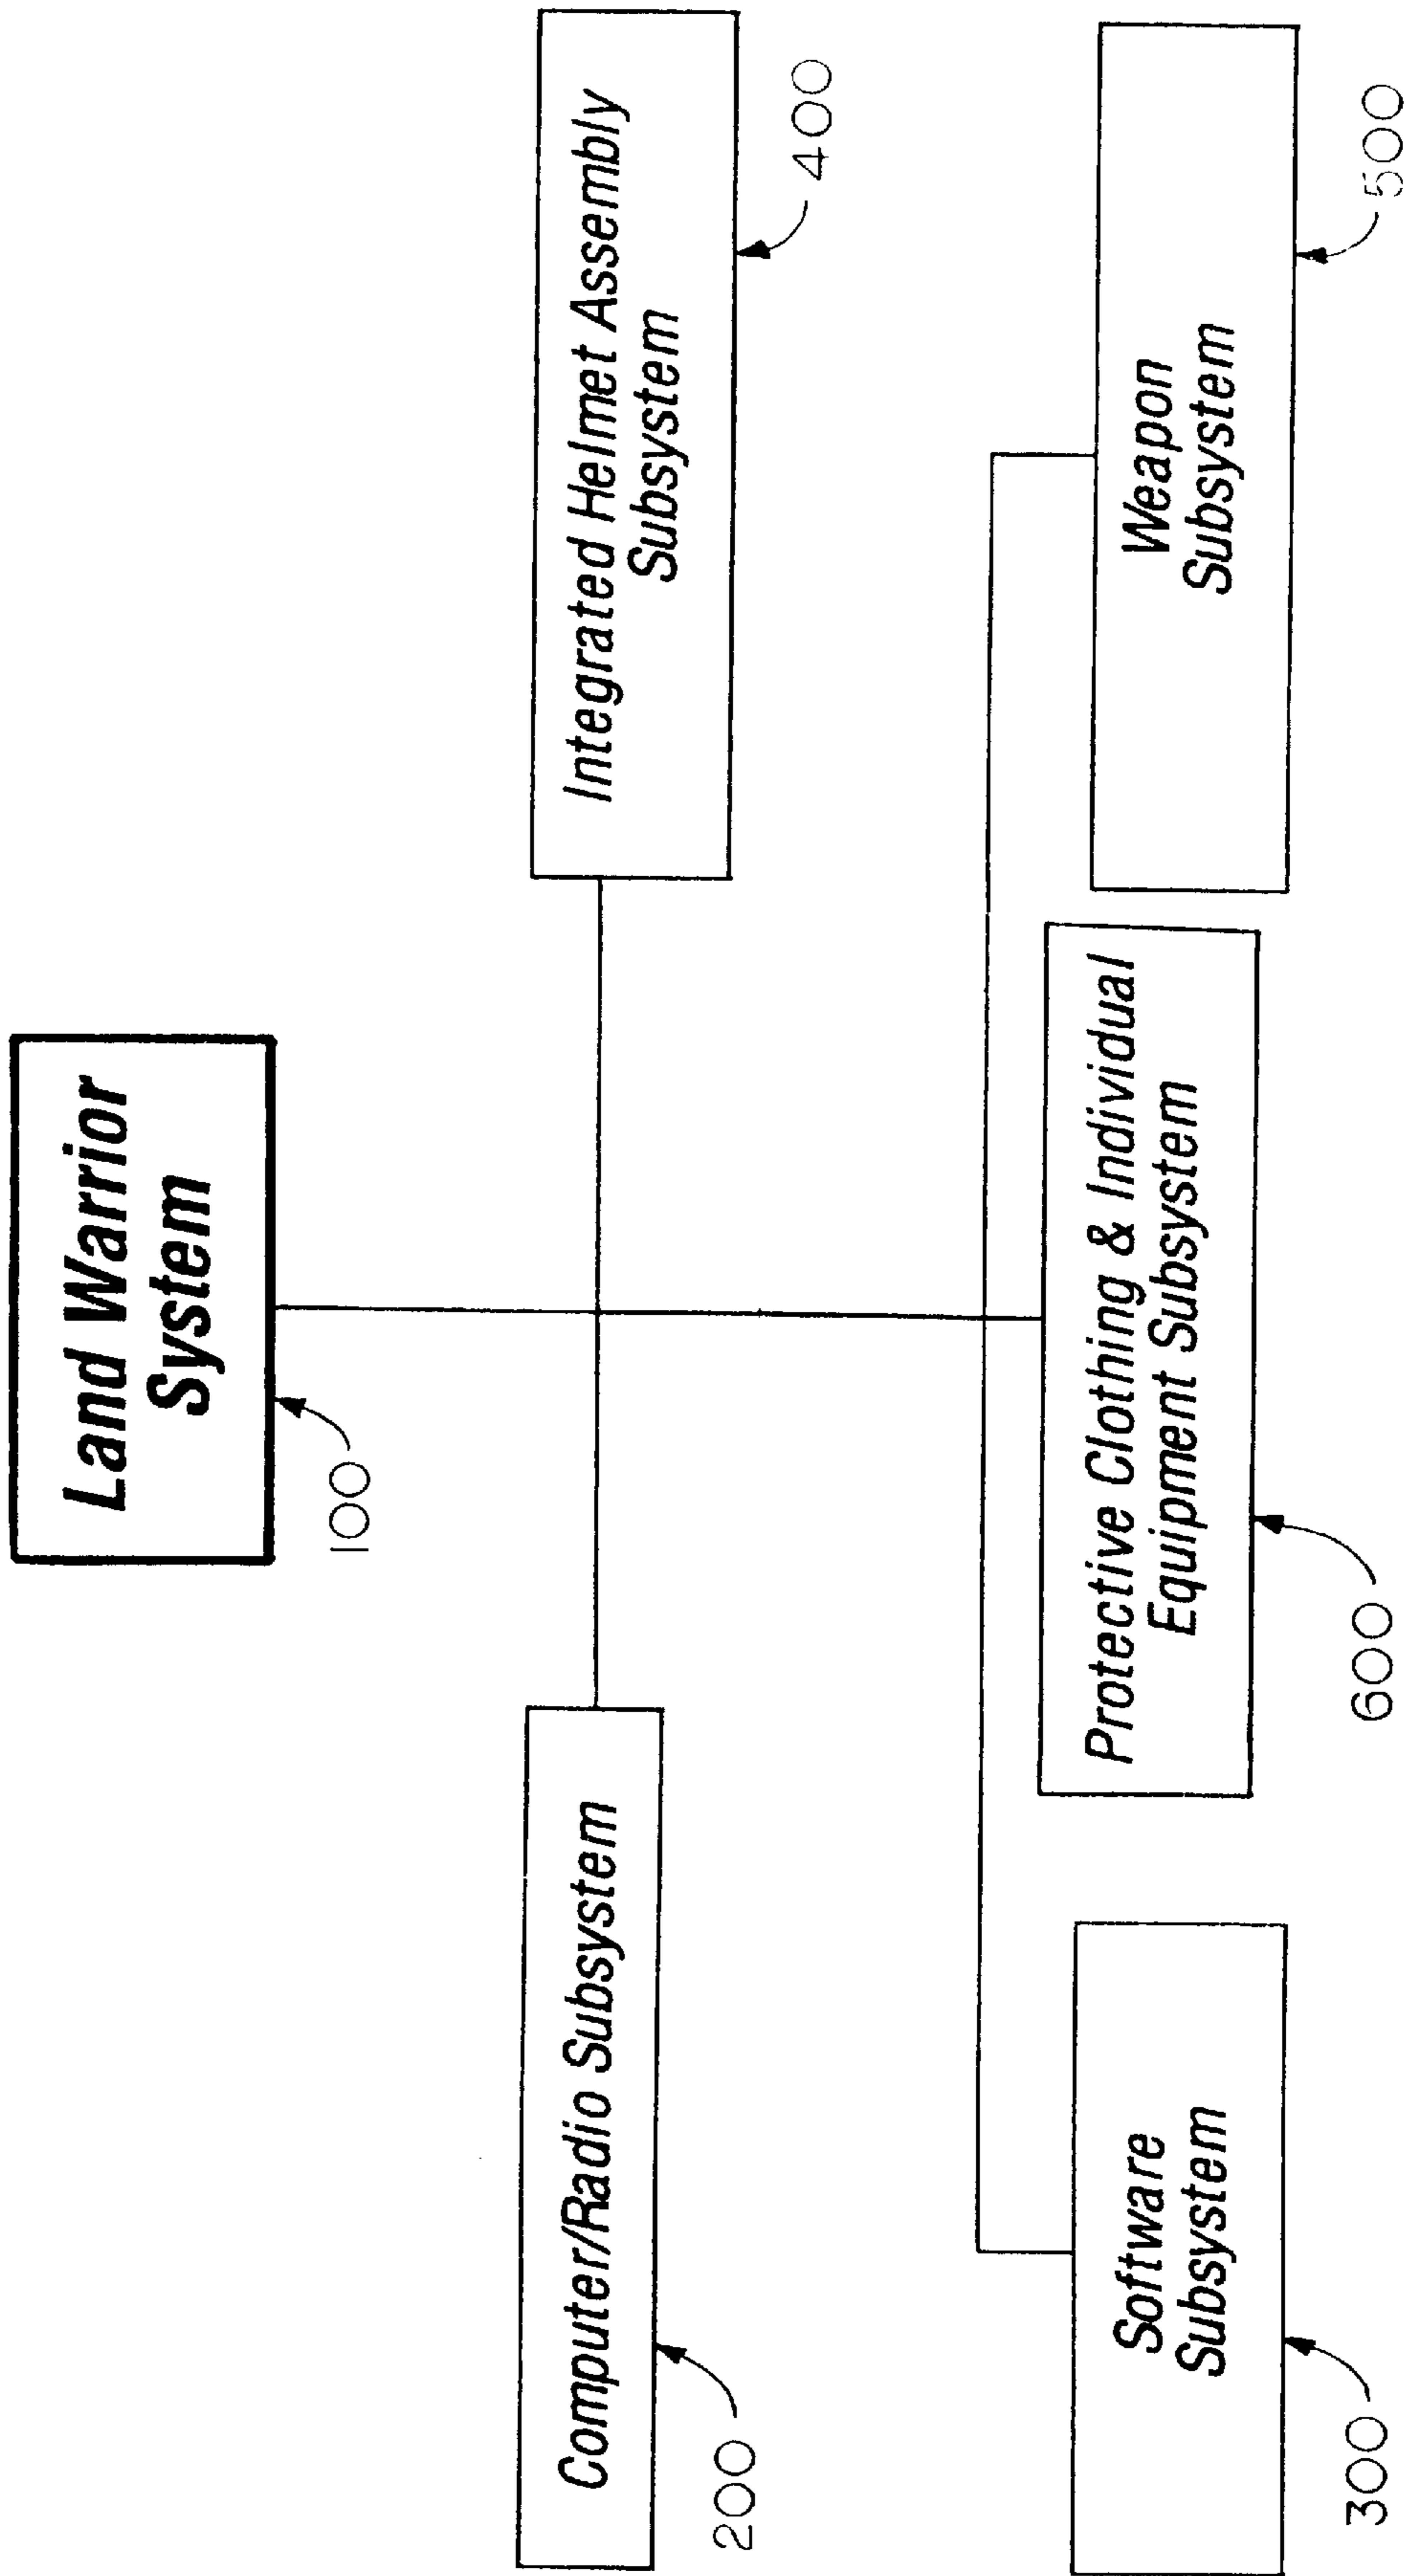 Land Warrior
System
100
Computer/Radio Subsystem
200
Integrated Helmet Assembly
Subsystem
400
Software
Subsystem
300
Protective Clothing & Individual
Equipment Subsystem
600
Weapon
Subsystem
500